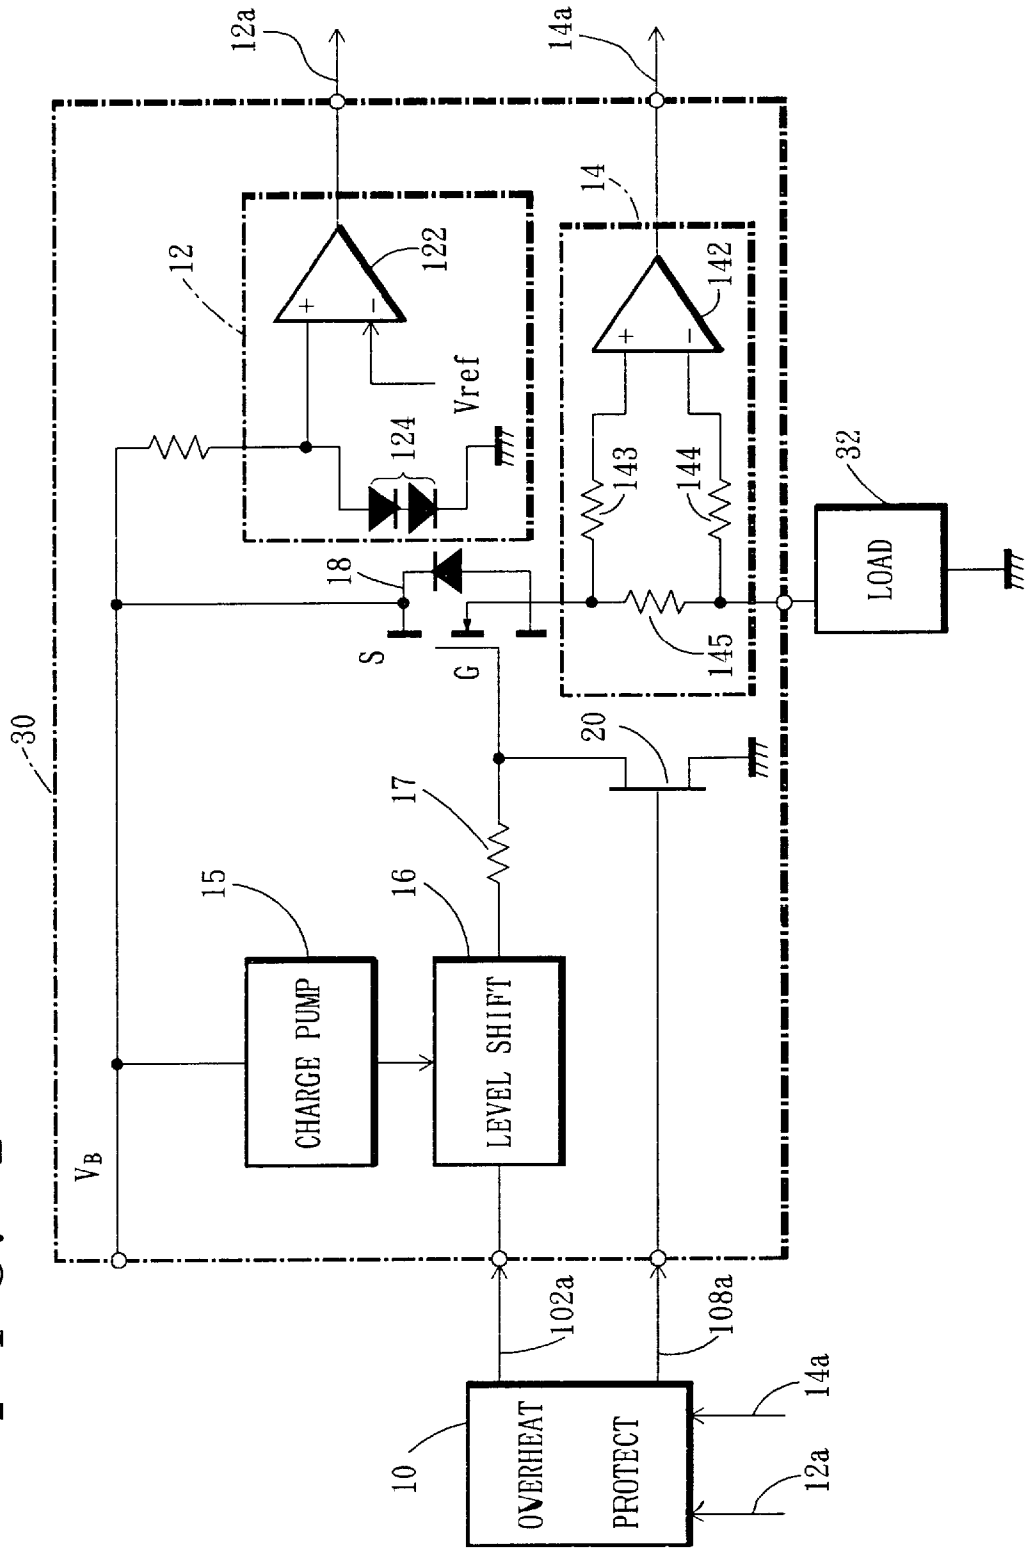 30
V_B
15
CHARGE PUMP
16
LEVEL SHIFT
17
18
S
G
20
12
12a
+
-
122
124
Vref
14
14a
+
-
142
143
144
145
32
LOAD
10
OVERHEAT
PROTECT
102a
108a
12a
14a